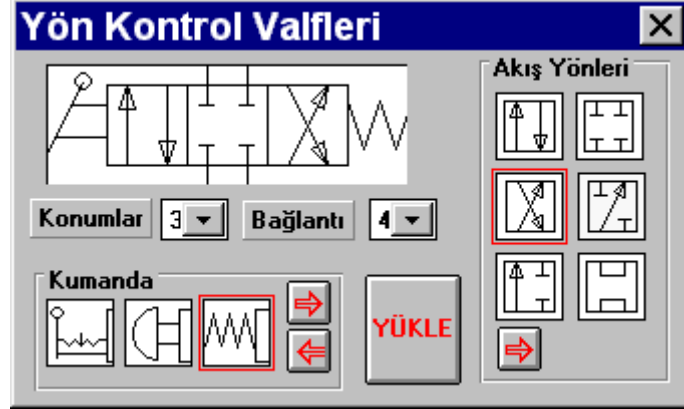 Yön Kontrol Valfleri
Akış Yönleri
Konumlar 3 Bağlantı 4
Kumanda
YÜKLE